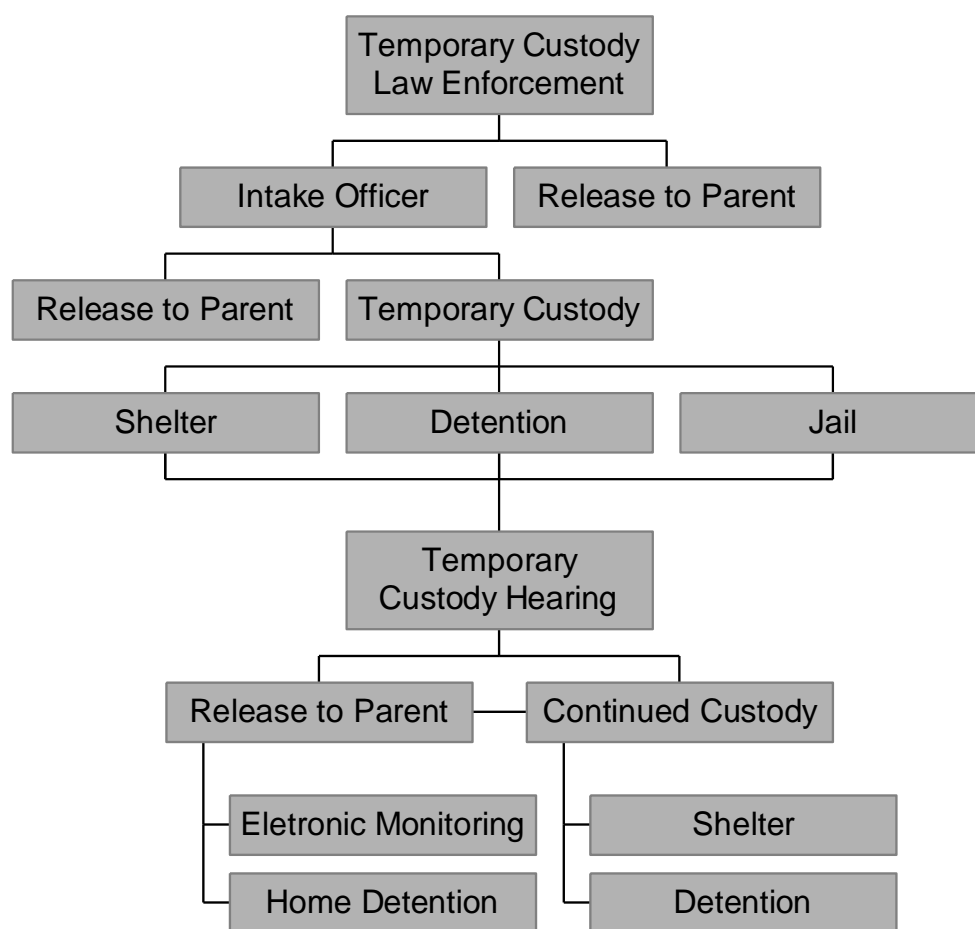 Temporary Custody
Law Enforcement
Intake Officer
Release to Parent
Release to Parent
Temporary Custody
Shelter
Detention
Jail
Temporary
Custody Hearing
Release to Parent
Continued Custody
Eletronic Monitoring
Shelter
Home Detention
Detention